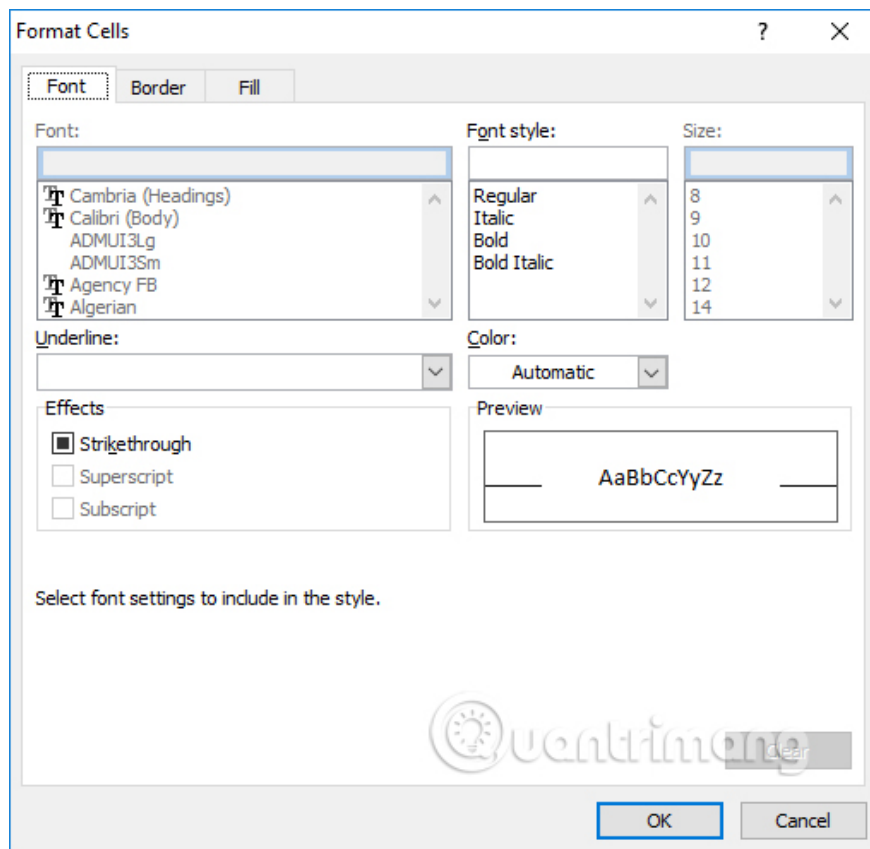 Format Cells ?
Font Border Fill
Font: Font style: Size:
Cambria (Headings) Regular 8
Calibri (Body) Italic 9
ADMUI3Lg Bold 10
ADMUI3Sm Bold Italic 11
Agency FB 12
Algerian 14
Underline: Color:
Automatic
Effects Preview
Strikethrough
AaBbCcYyZz
Superscript
Subscript
Select font settings to include in the style.
Quantrimang
Clear
OK Cancel